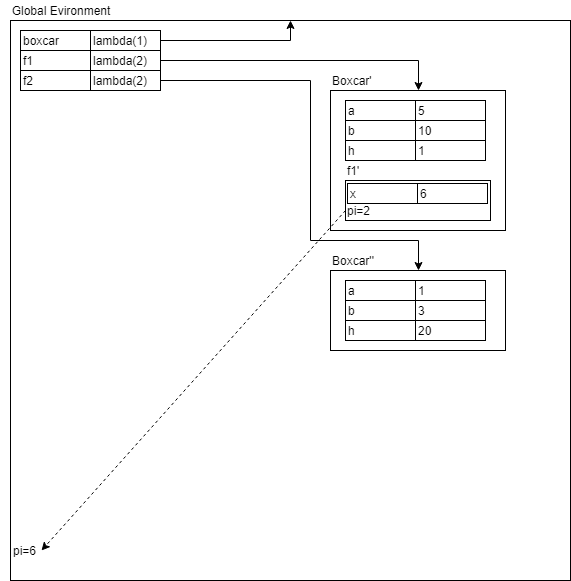 Global Evironment
boxcar lambda(1)
f1 lambda(2)
f2 lambda(2)
Boxcar'
a 5
b 10
h 1
f1'
x 6
pi=2
Boxcar"
a 1
b 3
h 20
pi=6